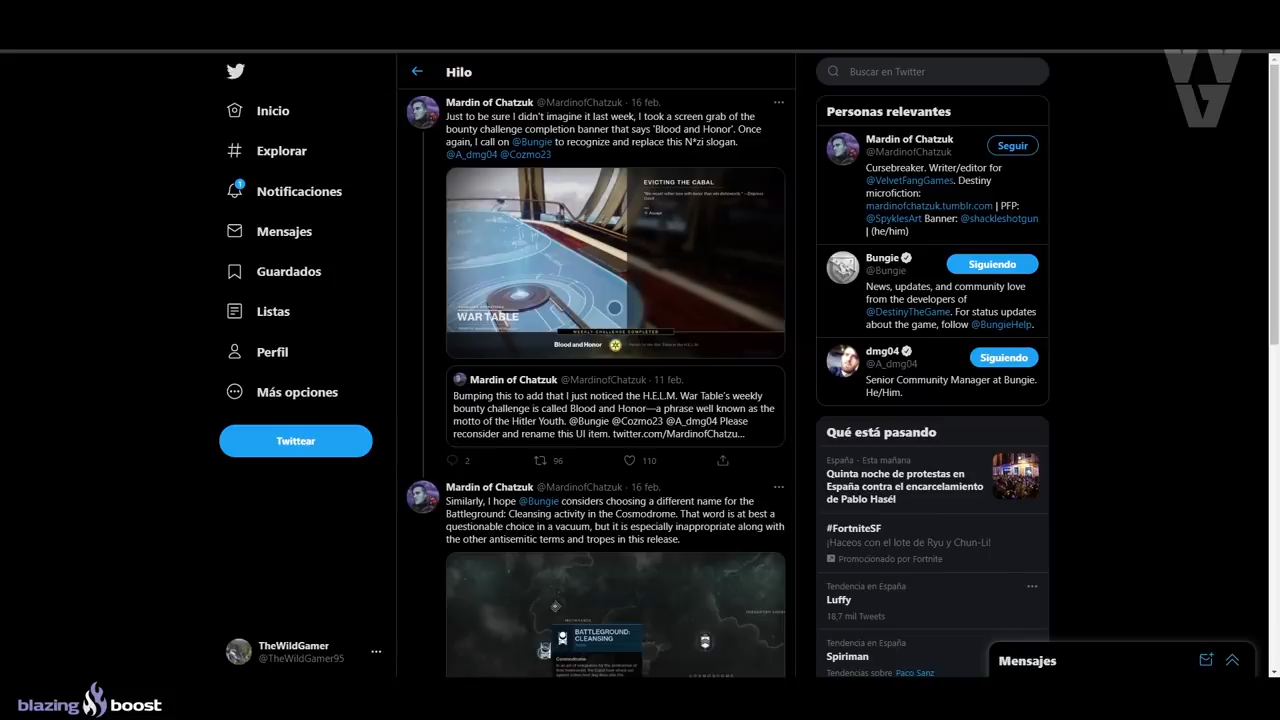 Hilo
Inicio
Explorar
1
Notificaciones
Mensajes
Guardados
Listas
Perfil
Más opciones
Twittear
TheWildGamer
@TheWildGamer95
Mardin of Chatzuk @MardinofChatzuk · 16 feb.
Just to be sure I didn't imagine it last week, I took a screen grab of the
bounty challenge completion banner that says 'Blood and Honor'. Once
again, I call on @Bungie to recognize and replace this N*zi slogan.
@A_dmg04 @Cozmo23
EVICTING THE CABAL
Accept
WAR TABLE
WEEKLY CHALLENGE COMPLETED
Blood and Honor
Mardin of Chatzuk @MardinofChatzuk · 11 feb.
Bumping this to add that I just noticed the H.E.L.M. War Table's weekly
bounty challenge is called Blood and Honor—a phrase well known as the
motto of the Hitler Youth. @Bungie @Cozmo23 @A_dmg04 Please
reconsider and rename this UI item. twitter.com/MardinofChatzu...
2 96 110
Mardin of Chatzuk @MardinofChatzuk · 16 feb.
Similarly, I hope @Bungie considers choosing a different name for the
Battleground: Cleansing activity in the Cosmodrome. That word is at best a
questionable choice in a vacuum, but it is especially inappropriate along with
the other antisemitic terms and tropes in this release.
BATTLEGROUND:
CLEANSING
Cosmodrome
COSMODROME
Buscar en Twitter
Personas relevantes
Mardin of Chatzuk
@MardinofChatzuk
Seguir
Cursebreaker. Writer/editor for
@VelvetFangGames. Destiny
microfiction:
mardinofchatzuk.tumblr.com | PFP:
@SpyklesArt Banner: @shackleshotgun
| (he/him)
Bungie
@Bungie
Siguiendo
News, updates, and community love
from the developers of
@DestinyTheGame. For status updates
about the game, follow @BungieHelp.
dmg04
@A_dmg04
Siguiendo
Senior Community Manager at Bungie.
He/Him.
Qué está pasando
España · Esta mañana
Quinta noche de protestas en
España contra el encarcelamiento
de Pablo Hasél
#FortniteSF
¡Haceos con el lote de Ryu y Chun-Li!
Promocionado por Fortnite
Tendencia en España
Luffy
18,7 mil Tweets
Tendencia en España
Spiriman
Tendencias sobre Paco Sanz
Mensajes
WG
blazing boost